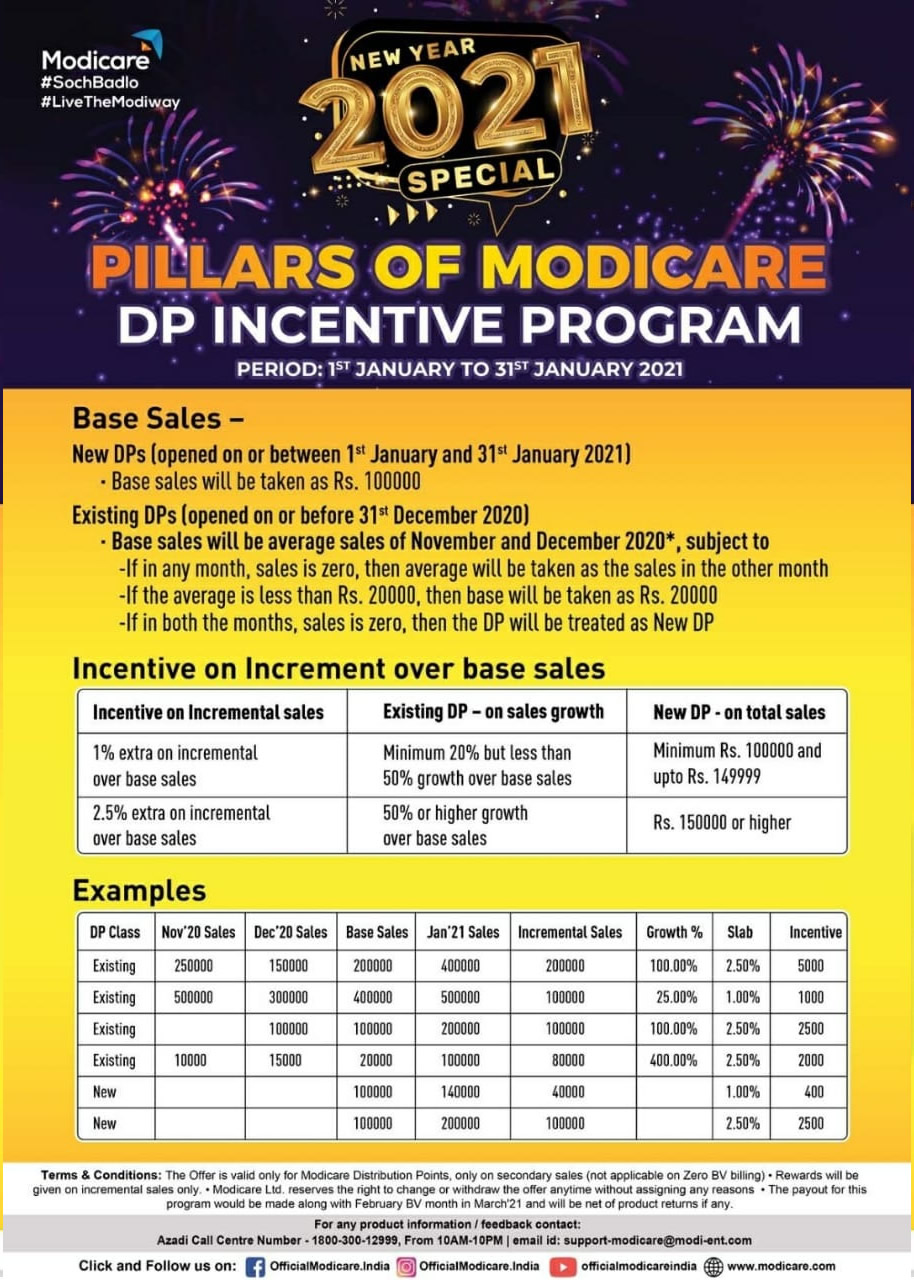 Modicare
#SochBadlo
#LiveTheModiway
NEW YEAR
2021
SPECIAL
PILLARS OF MODICARE
DP INCENTIVE PROGRAM
PERIOD: 1ST JANUARY TO 31ST JANUARY 2021
Base Sales –
New DPs (opened on or between 1st January and 31st January 2021)
· Base sales will be taken as Rs. 100000
Existing DPs (opened on or before 31st December 2020)
· Base sales will be average sales of November and December 2020*, subject to
-If in any month, sales is zero, then average will be taken as the sales in the other month
-If the average is less than Rs. 20000, then base will be taken as Rs. 20000
-If in both the months, sales is zero, then the DP will be treated as New DP
Incentive on Increment over base sales
Incentive on Incremental sales Existing DP – on sales growth New DP - on total sales
1% extra on incremental Minimum 20% but less than Minimum Rs. 100000 and
over base sales 50% growth over base sales upto Rs. 149999
2.5% extra on incremental 50% or higher growth Rs. 150000 or higher
over base sales over base sales
Examples
DP Class Nov'20 Sales Dec'20 Sales Base Sales Jan'21 Sales Incremental Sales Growth % Slab Incentive
Existing 250000 150000 200000 400000 200000 100.00% 2.50% 5000
Existing 500000 300000 400000 500000 100000 25.00% 1.00% 1000
Existing 100000 100000 200000 100000 100.00% 2.50% 2500
Existing 10000 15000 20000 100000 80000 400.00% 2.50% 2000
New 100000 140000 40000 1.00% 400
New 100000 200000 100000 2.50% 2500
Terms & Conditions: The Offer is valid only for Modicare Distribution Points, only on secondary sales (not applicable on Zero BV billing) • Rewards will be
given on incremental sales only. • Modicare Ltd. reserves the right to change or withdraw the offer anytime without assigning any reasons • The payout for this
program would be made along with February BV month in March'21 and will be net of product returns if any.
For any product information / feedback contact:
Azadi Call Centre Number - 1800-300-12999, From 10AM-10PM | email id: support-modicare@modi-ent.com
Click and Follow us on: OfficialModicare.India OfficialModicare.India officialmodicareindia www.modicare.com